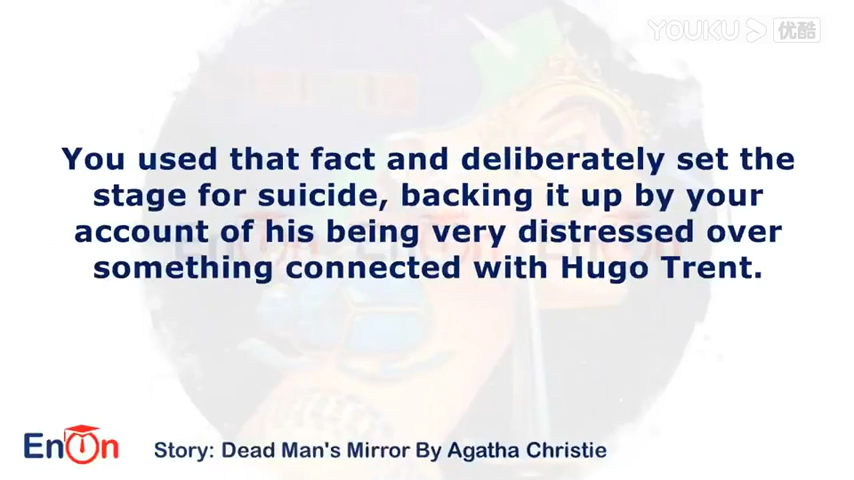 YOUKU 优酷
You used that fact and deliberately set the
stage for suicide, backing it up by your
account of his being very distressed over
something connected with Hugo Trent.
EnOn
Story: Dead Man's Mirror By Agatha Christie